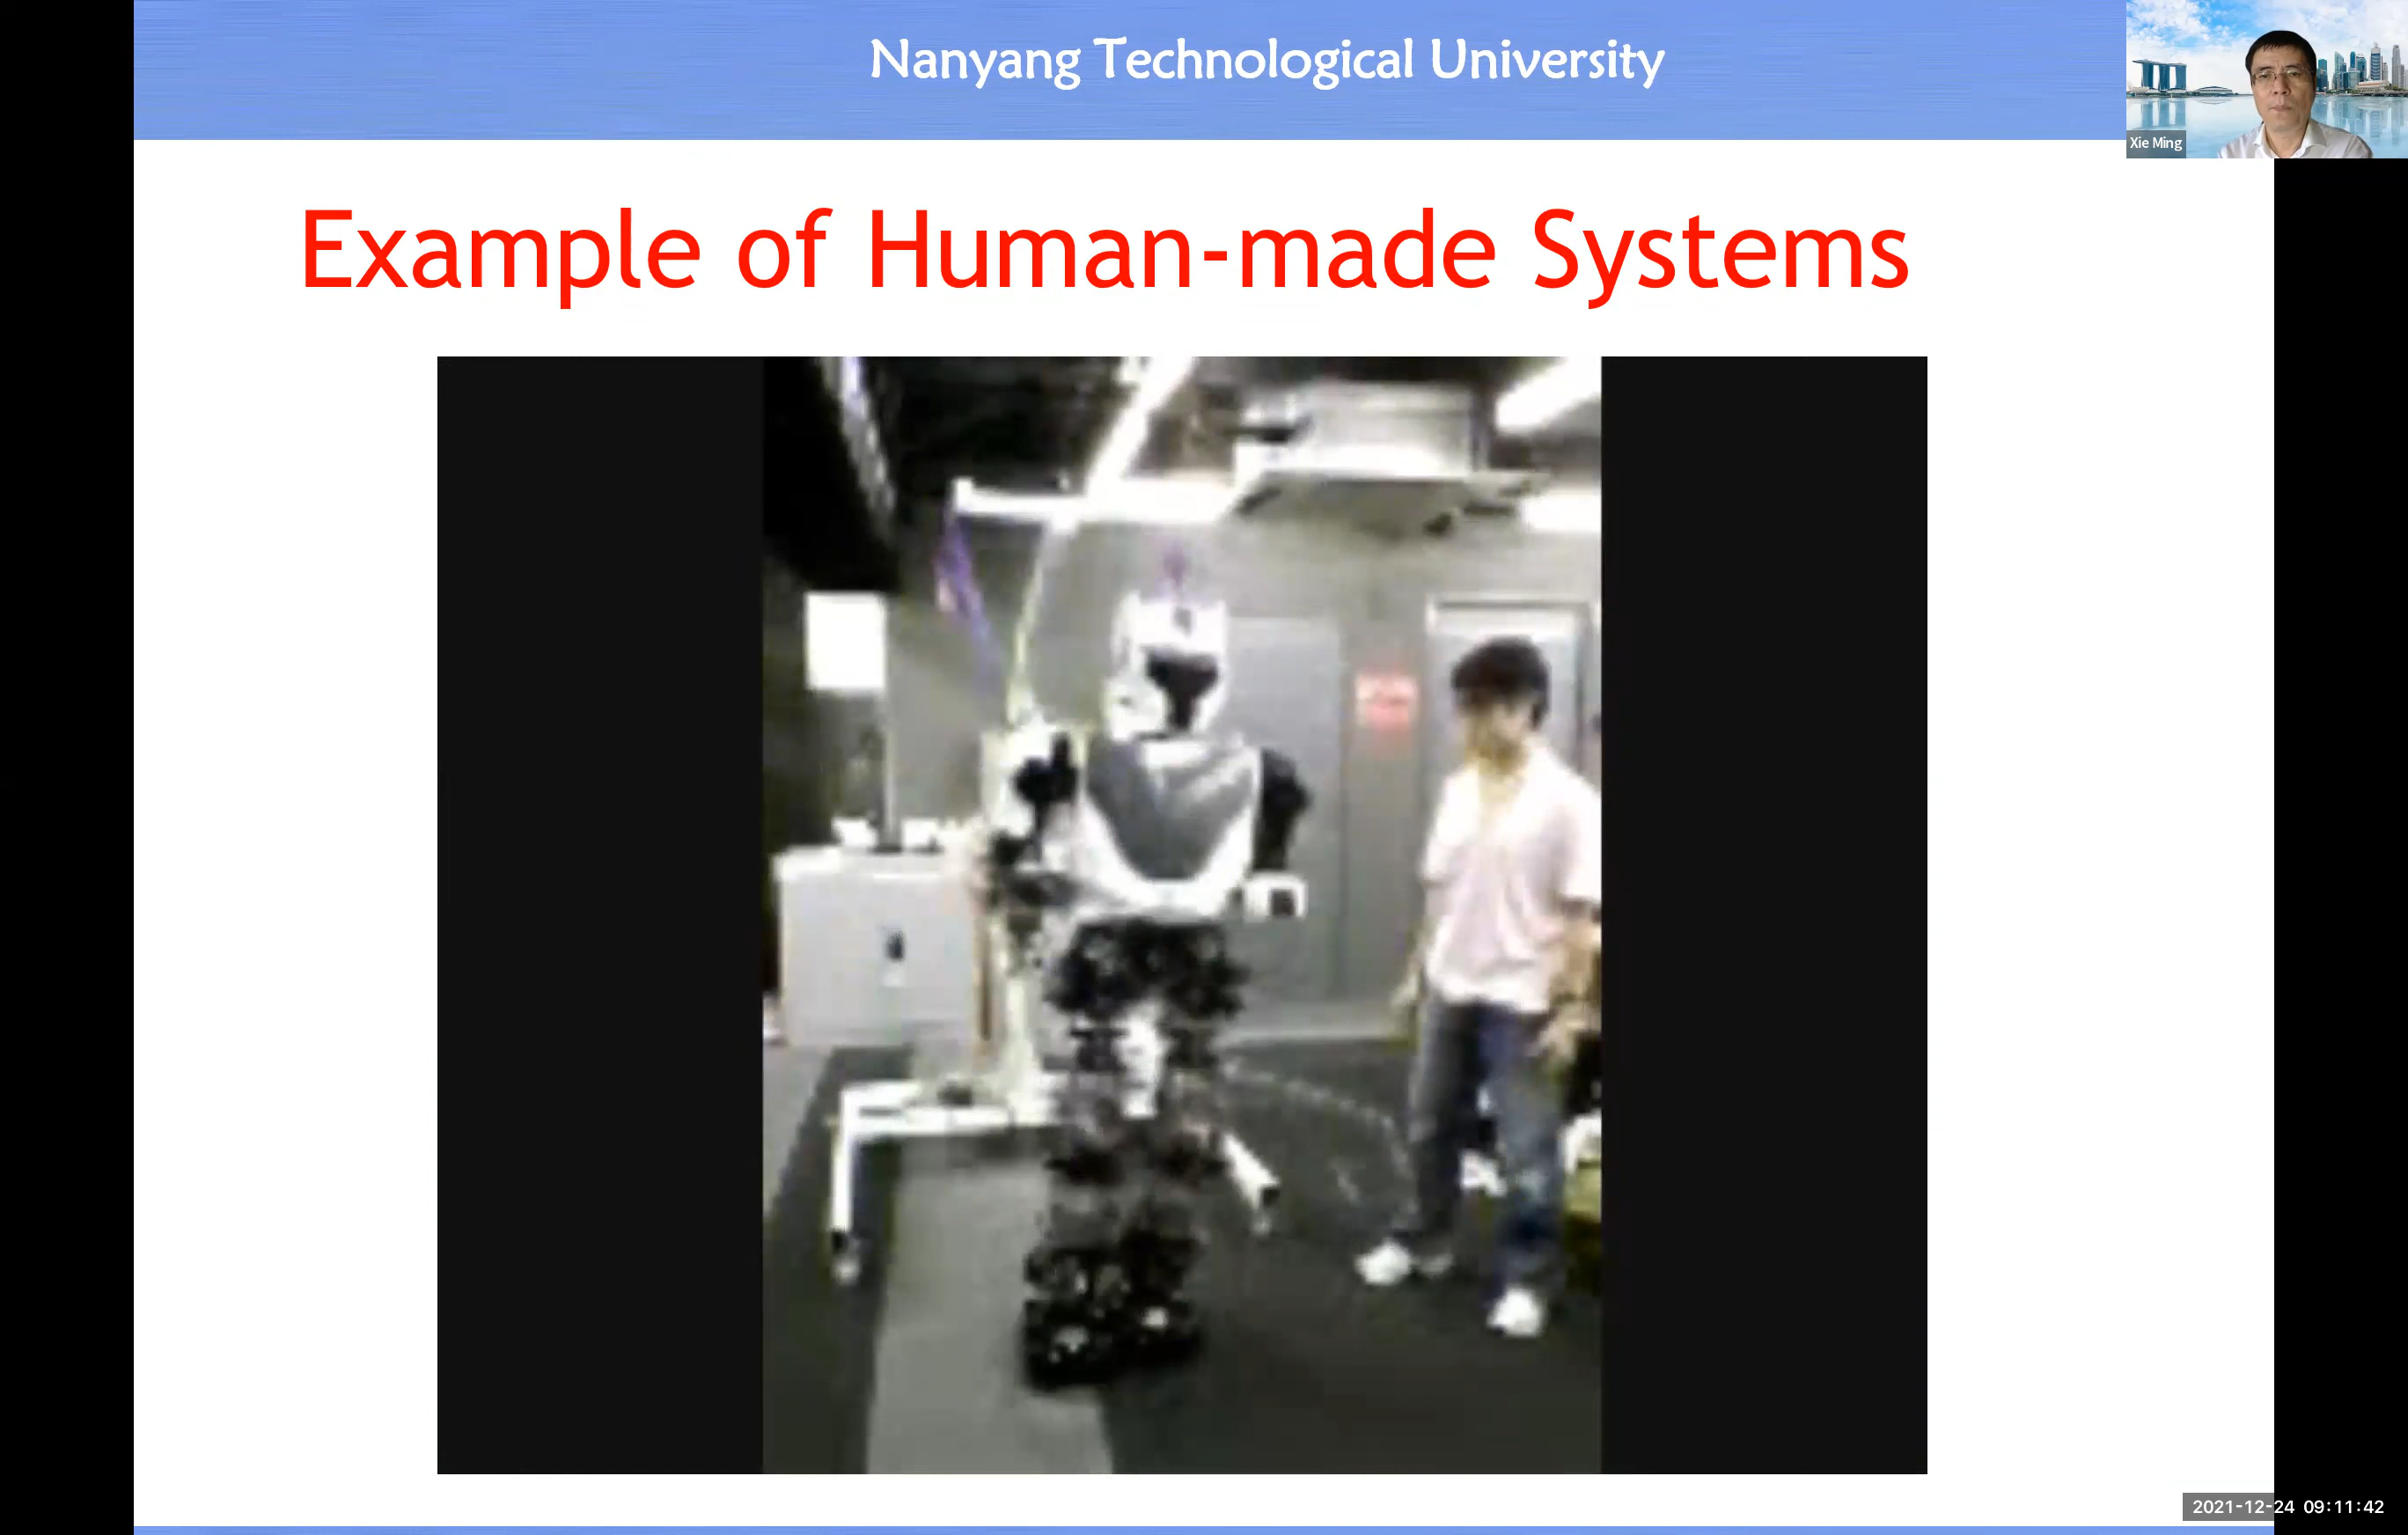 Nanyang Technological University
Xie Ming
Example of Human-made Systems
2021-12-24 09:11:42